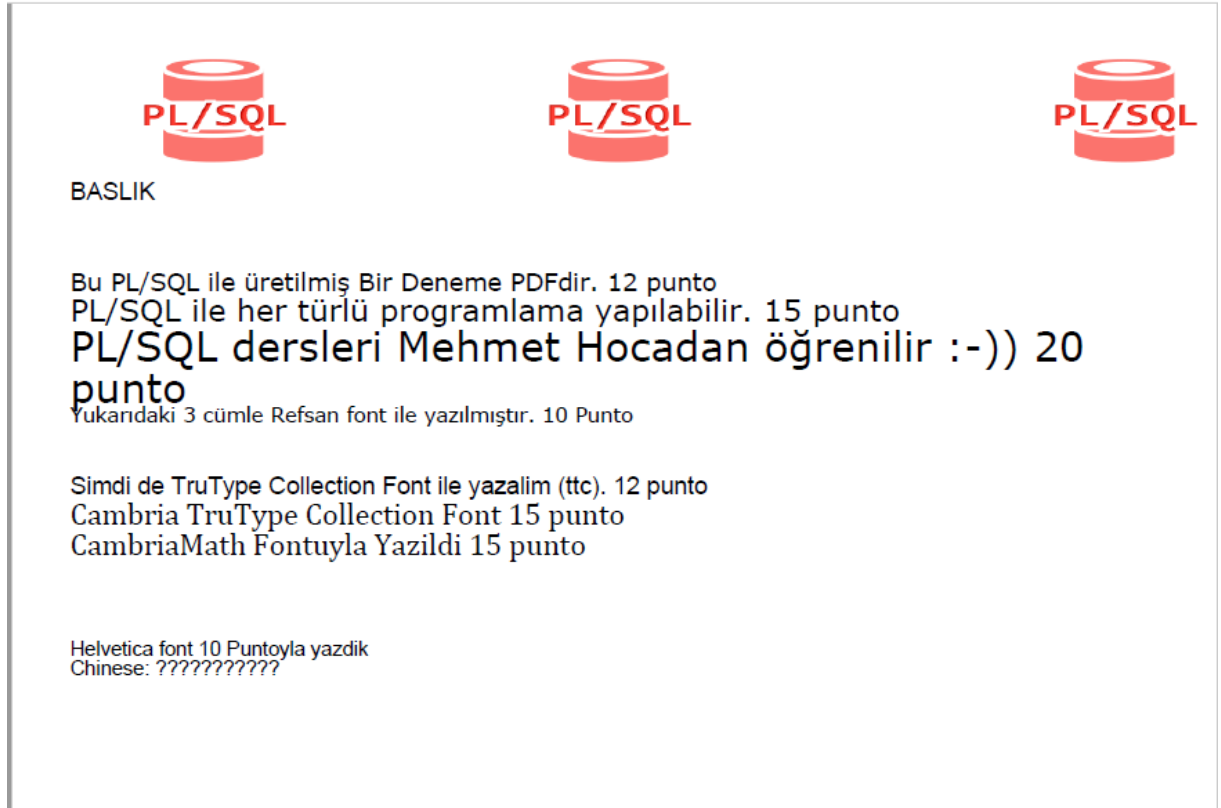 PL/SQL PL/SQL PL/SQL
BASLIK
Bu PL/SQL ile üretilmiş Bir Deneme PDFdir. 12 punto
PL/SQL ile her türlü programlama yapılabilir. 15 punto
PL/SQL dersleri Mehmet Hocadan öğrenilir :-)) 20
punto
Yukarıdaki 3 cümle Refsan font ile yazılmıştır. 10 Punto
Simdi de TruType Collection Font ile yazalim (ttc). 12 punto
Cambria TruType Collection Font 15 punto
CambriaMath Fontuyla Yazildi 15 punto
Helvetica font 10 Puntoyla yazdik
Chinese: ???????????